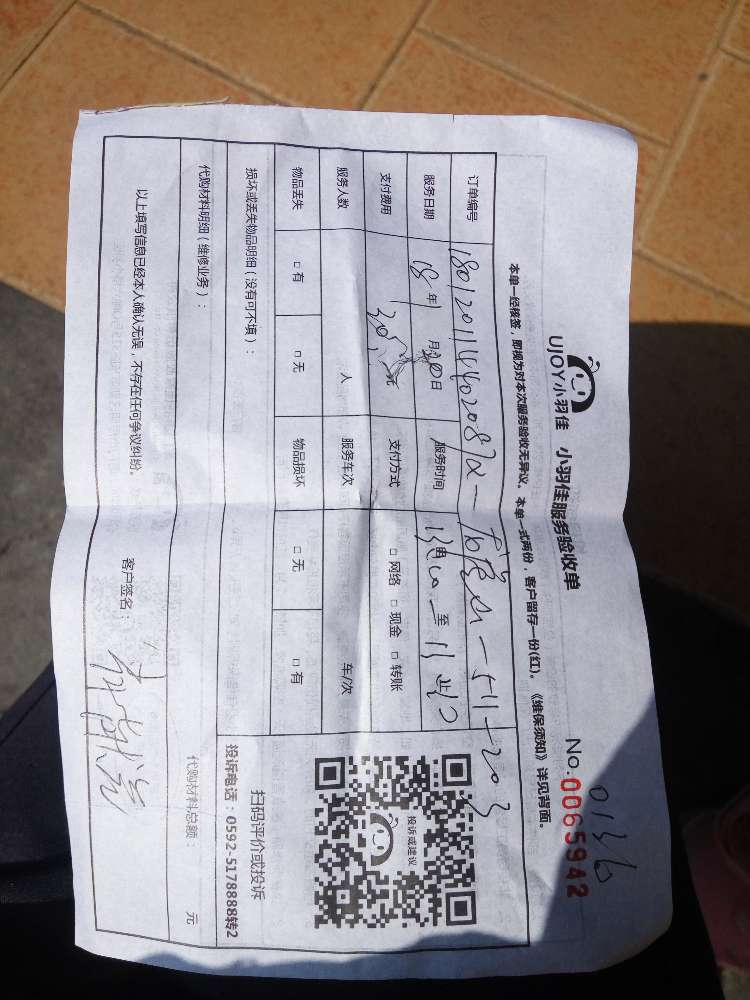 UJOY小羽佳 小羽佳服务验收单
0136
No.0065942
本单一经核签，即视为对本次服务验收无异议。本单一式两份，客户留存一份(红)。《维保须知》详见背面。
订单编号
服务日期 18年1月20日 服务时间 至
支付费用 30 元 支付方式 □ 网络 □ 现金 □ 转账
服务人数 人 服务车次 车/次
物品丢失 □ 有 □ 无 物品损坏 □ 无 □ 有
投诉或建议
损坏或丢失物品明细（没有可不填）：
扫码评价或投诉
投诉电话：0592-5178888转2
代购材料明细（维修业务）：
代购材料总额： 元
以上填写信息已经本人确认无误，不存在任何争议纠纷。
客户签名：